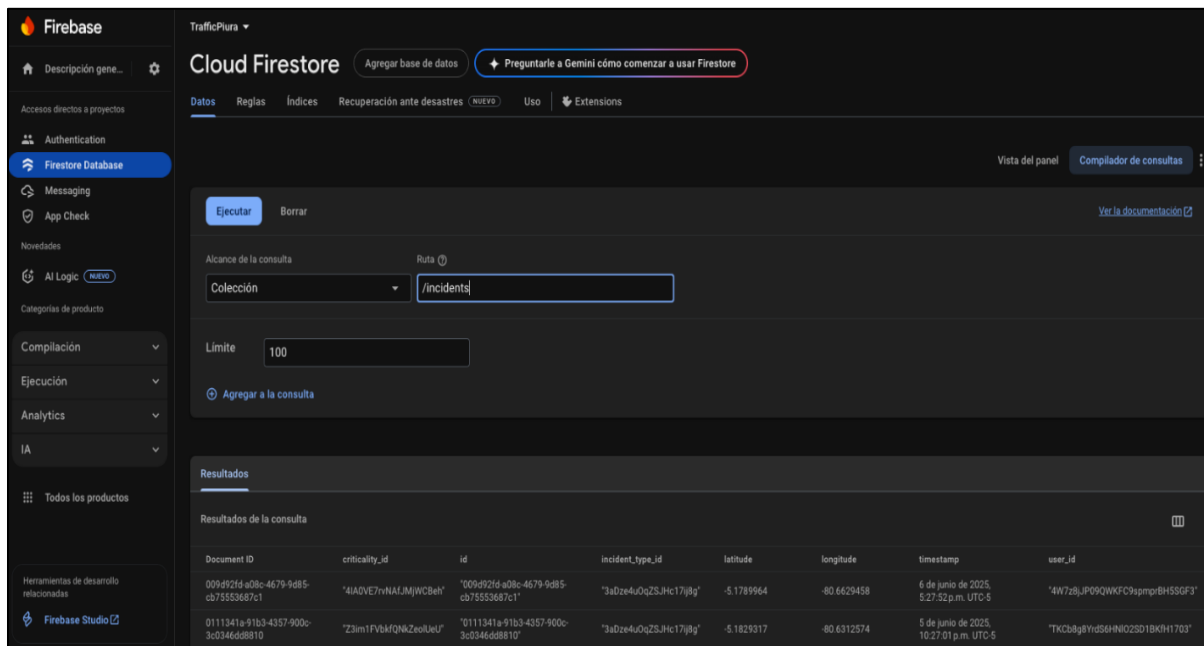 Firebase
TrafficPiura
Cloud Firestore
Agregar base de datos
Preguntarle a Gemini cómo comenzar a usar Firestore
Descripción gene...
Datos
Reglas
Índices
Recuperación ante desastres
NUEVO
Uso
Extensions
Accesos directos a proyectos
Authentication
Firestore Database
Messaging
App Check
Novedades
AI Logic
NUEVO
Categorías de producto
Compilación
Ejecución
Analytics
IA
Todos los productos
Herramientas de desarrollo
relacionadas
Firebase Studio
Vista del panel
Compilador de consultas
Ejecutar
Borrar
Ver la documentación
Alcance de la consulta
Ruta
Colección
/incidents
Límite
100
Agregar a la consulta
Resultados
Resultados de la consulta
Document ID criticality_id id incident_type_id latitude longitude timestamp user_id
009d92fd-a08c-4679-9d85-
cb75553687c1
"4IA0VE7rvNAfJMjWCBeh"
"009d92fd-a08c-4679-9d85-
cb75553687c1"
"3aDze4uOqZSJHc17ij8g"
-5.1789964
-80.6629458
6 de junio de 2025,
5:27:52 p.m. UTC-5
"4W7z8jJP09QWKFC9spmprBH5SGF3"
0111341a-91b3-4357-900c-
3c0346dd8810
"Z3im1FVbkfQNkZeolUeU"
"0111341a-91b3-4357-900c-
3c0346dd8810"
"3aDze4uOqZSJHc17ij8g"
-5.1829317
-80.6312574
5 de junio de 2025,
10:27:01 p.m. UTC-5
"TKCb8g8YrdS6HNlO2SD1BKfH1703"